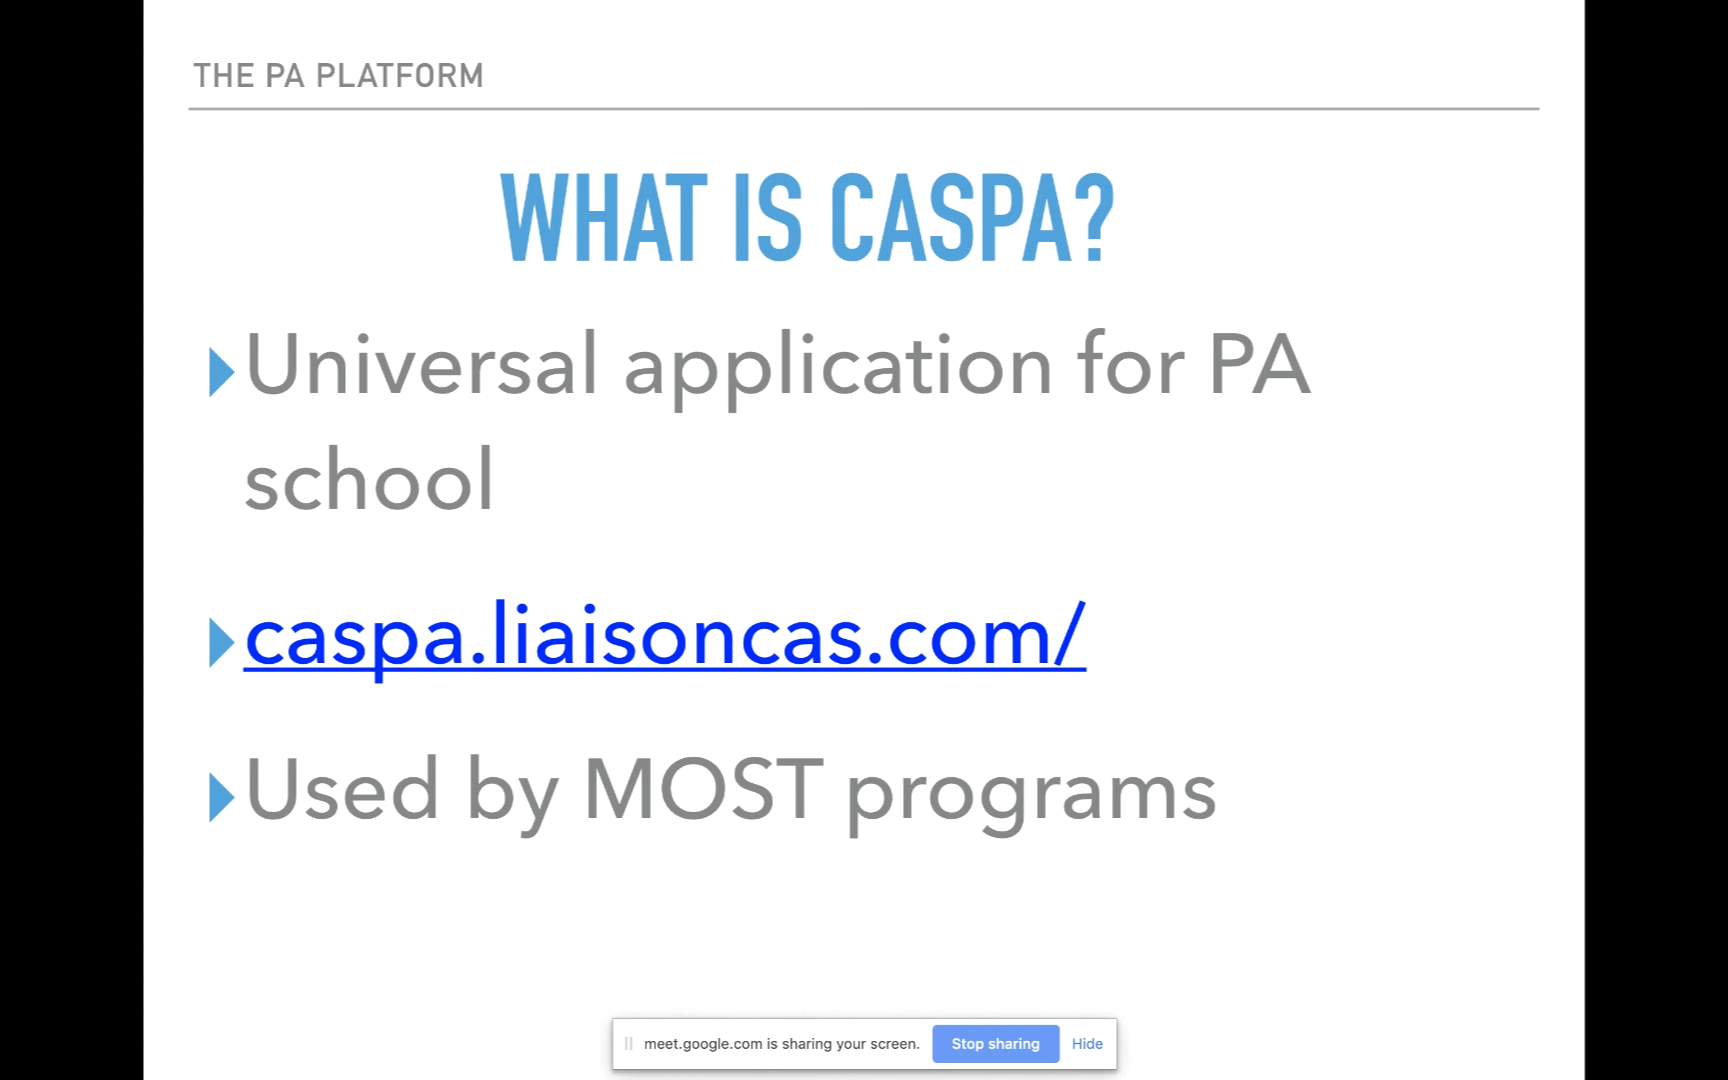 THE PA PLATFORM
WHAT IS CASPA?
Universal application for PA
school
caspa.liaisoncas.com/
Used by MOST programs
meet.google.com is sharing your screen. Stop sharing Hide